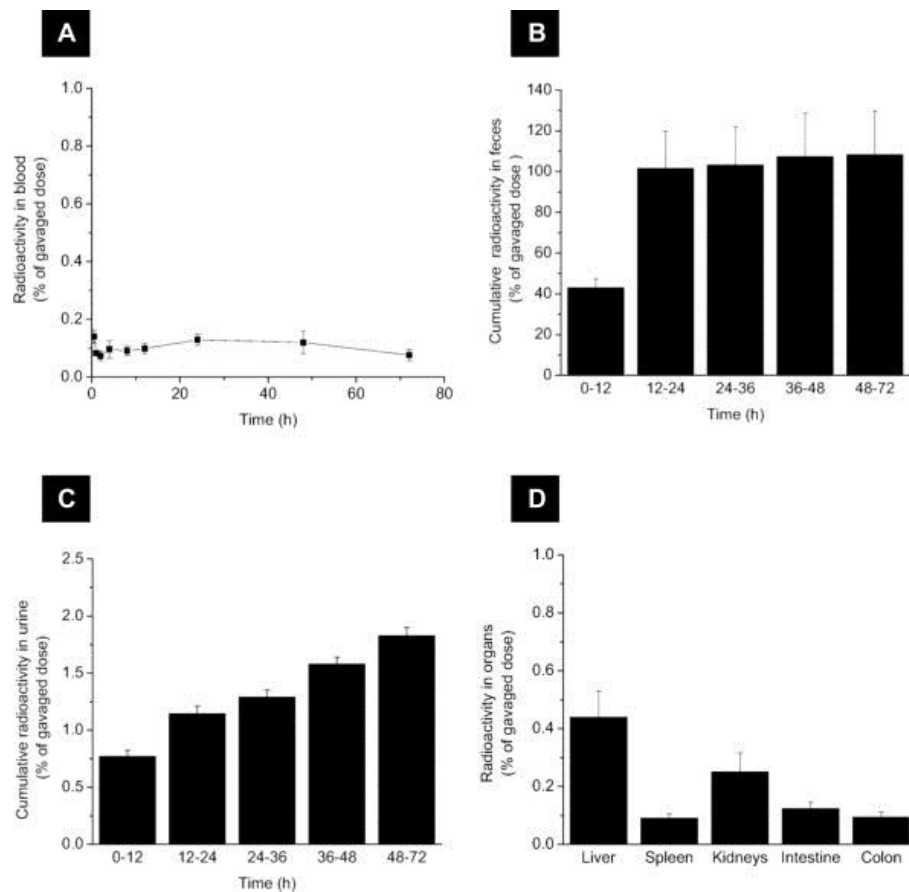 A
Radioactivity in blood
(% of gavaged dose)
1.0
0.8
0.6
0.4
0.2
0.0
0 20 40 60 80
Time (h)
B
Cumulative radioactivity in feces
(% of gavaged dose )
140
120
100
80
60
40
20
0
0-12 12-24 24-36 36-48 48-72
Time (h)
C
Cumulative radioactivity in urine
(% of gavaged dose)
2.5
2.0
1.5
1.0
0.5
0.0
0-12 12-24 24-36 36-48 48-72
Time (h)
D
Radioactivity in organs
(% of gavaged dose)
1.0
0.8
0.6
0.4
0.2
0.0
Liver Spleen Kidneys Intestine Colon